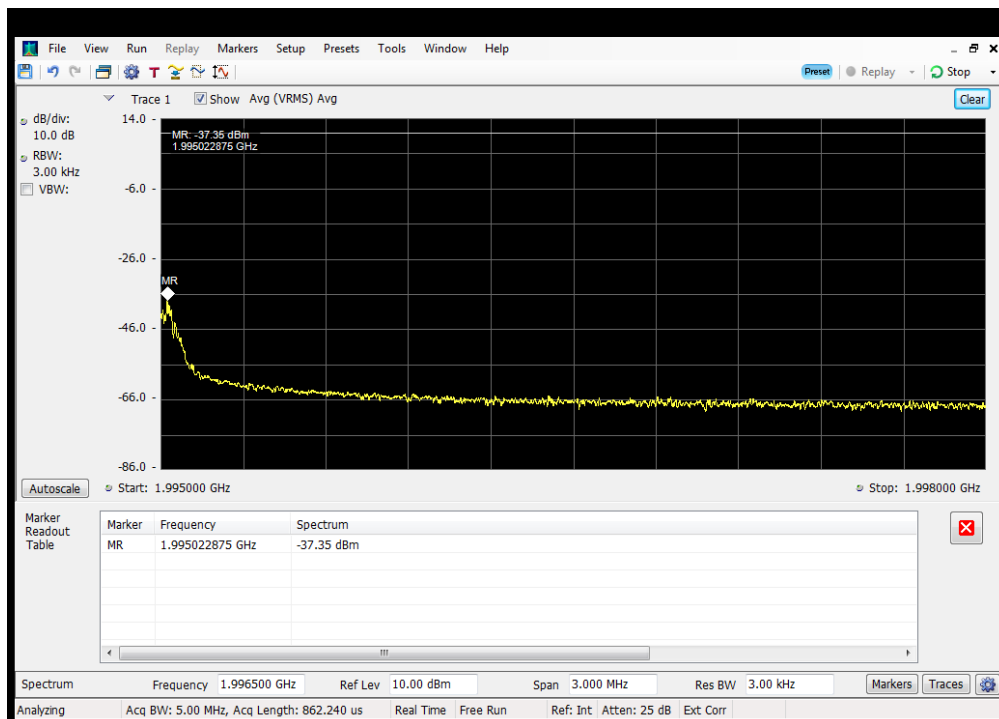 File View Run Replay Markers Setup Presets Tools Window Help
T Preset Replay Stop
Trace 1 Show Avg (VRMS) Avg Clear
dB/div: 14.0 -
10.0 dB
MR: -37.35 dBm
1.995022875 GHz
RBW:
3.00 kHz
VBW: -6.0 -
-26.0 -
MR
-46.0 -
-66.0 -
-86.0 -
Autoscale Start: 1.995000 GHz Stop: 1.998000 GHz
Marker
Readout
Table
Marker Frequency Spectrum
MR 1.995022875 GHz -37.35 dBm
Spectrum Frequency 1.996500 GHz Ref Lev 10.00 dBm Span 3.000 MHz Res BW 3.00 kHz Markers Traces
Analyzing Acq BW: 5.00 MHz, Acq Length: 862.240 us Real Time Free Run Ref: Int Atten: 25 dB Ext Corr